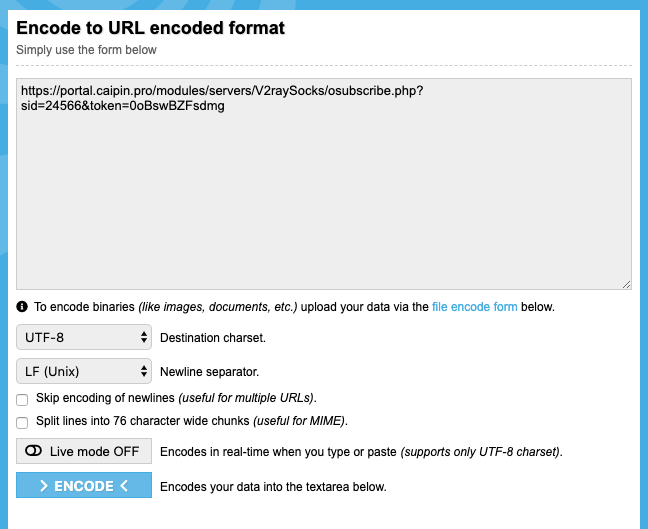 Encode to URL encoded format
Simply use the form below
https://portal.caipin.pro/modules/servers/V2raySocks/osubscribe.php?
sid=24566&token=0oBswBZFsdmg
To encode binaries (like images, documents, etc.) upload your data via the file encode form below.
UTF-8 Destination charset.
LF (Unix) Newline separator.
Skip encoding of newlines (useful for multiple URLs).
Split lines into 76 character wide chunks (useful for MIME).
Live mode OFF Encodes in real-time when you type or paste (supports only UTF-8 charset).
> ENCODE < Encodes your data into the textarea below.